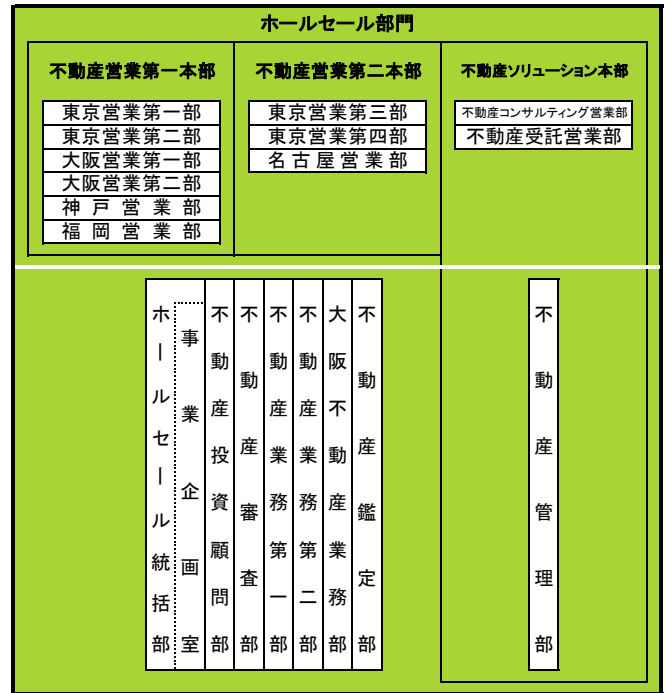 ホールセール部門
不動産営業第一本部
東京営業第一部
東京営業第二部
大阪営業第一部
大阪営業第二部
神戸営業部
福岡営業部
不動産営業第二本部
東京営業第三部
東京営業第四部
名古屋営業部
不動産ソリューション本部
不動産コンサルティング営業部
不動産受託営業部
ホールセール統括部
事業企画室
不動産投資顧問部
不動産審査部
不動産業務第一部
不動産業務第二部
大阪不動産業務部
不動産鑑定部
不動産管理部